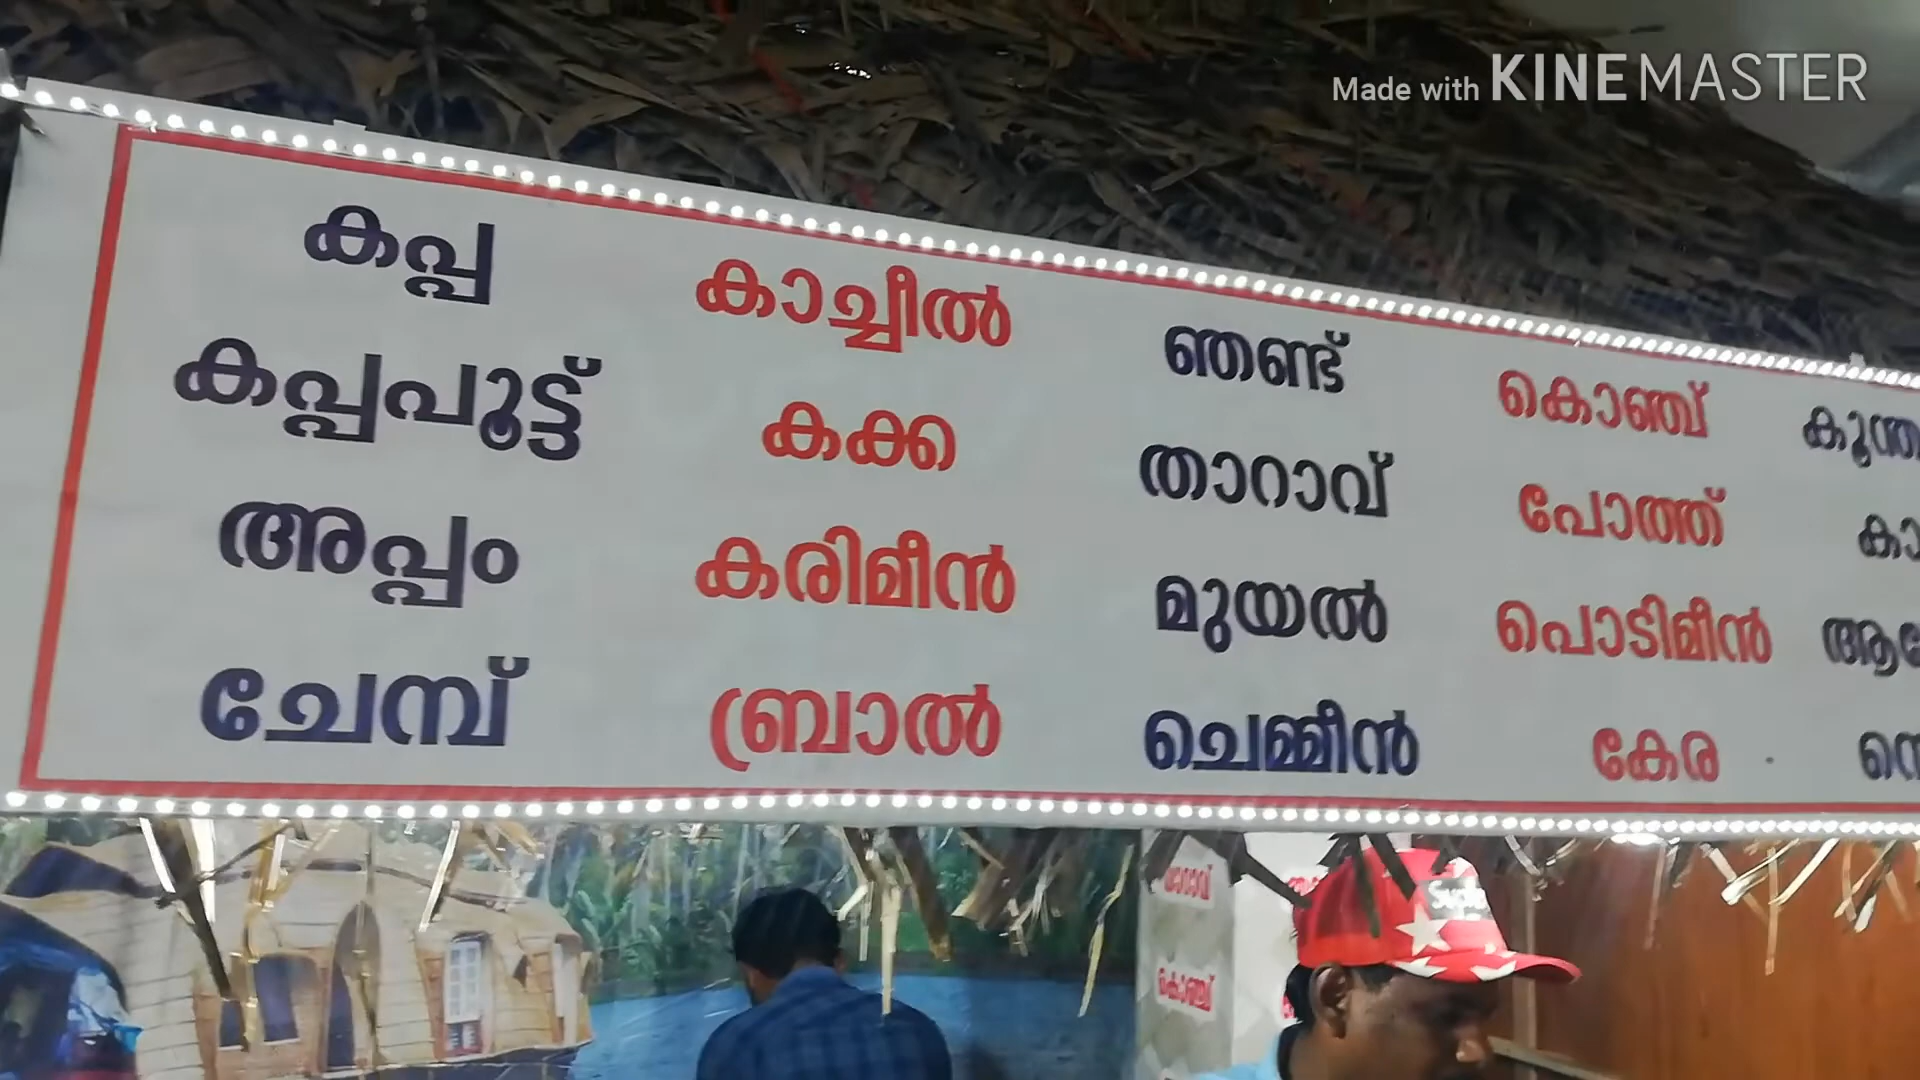 Made with KINEMASTER
കപ്പ കാച്ചീൽ ഞണ്ട് കൊഞ്ച്
കപ്പപൂട്ട് കക്ക താറാവ് പോത്ത്
അപ്പം കരിമീൻ മുയൽ പൊടിമീൻ
ചേമ്പ് ബ്രാൽ ചെമ്മീൻ കേര
താറാവ്
കൊഞ്ച്